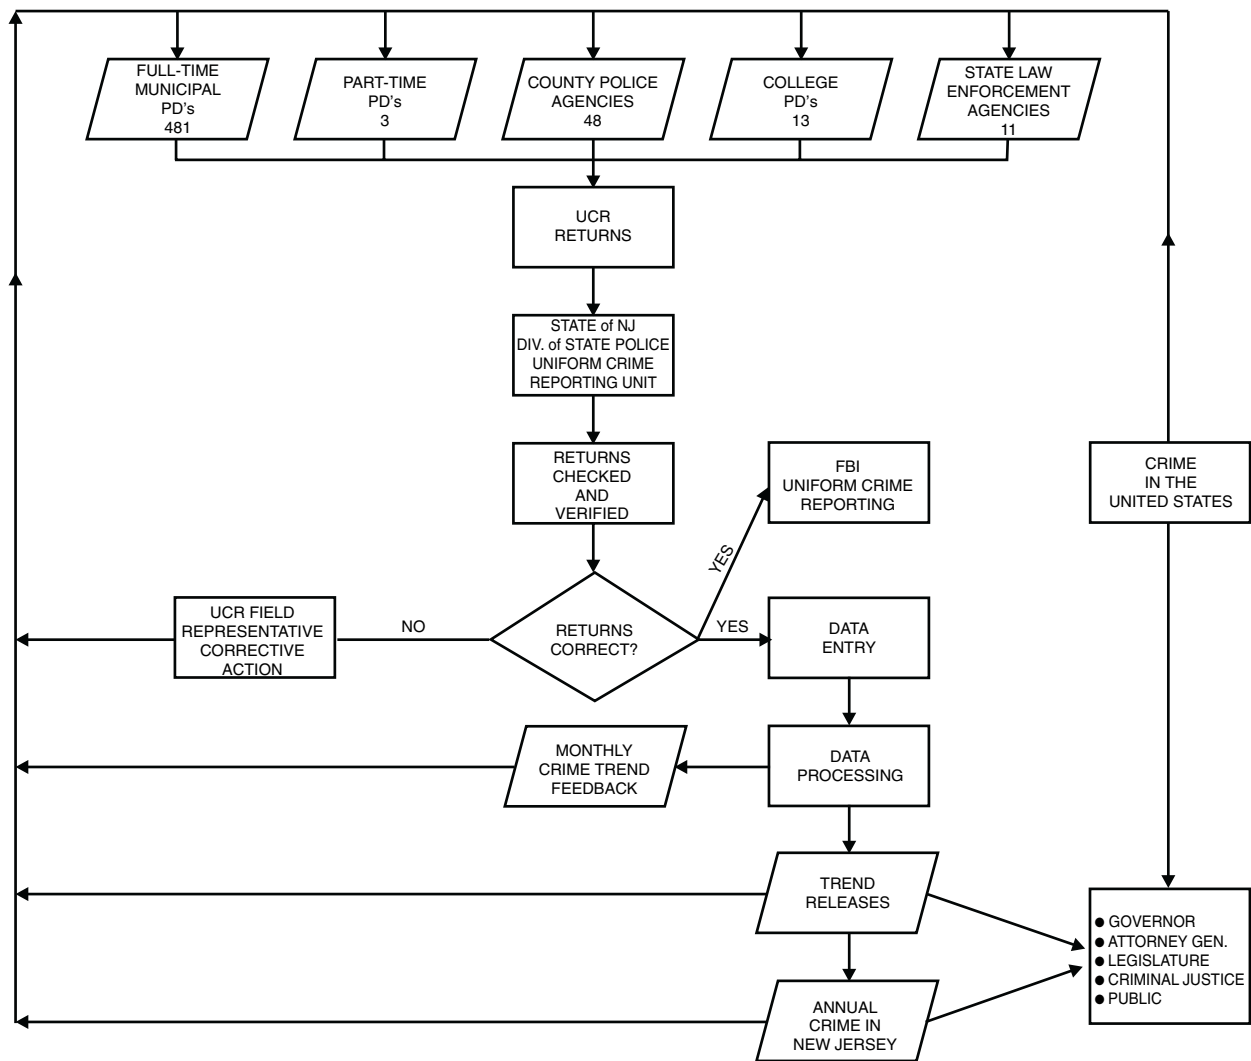 FULL-TIME
MUNICIPAL
PD's
481
PART-TIME
PD's
3
COUNTY POLICE
AGENCIES
48
COLLEGE
PD's
13
STATE LAW
ENFORCEMENT
AGENCIES
11
UCR
RETURNS
STATE of NJ
DIV. of STATE POLICE
UNIFORM CRIME
REPORTING UNIT
RETURNS
CHECKED
AND
VERIFIED
FBI
UNIFORM CRIME
REPORTING
CRIME
IN THE
UNITED STATES
YES
UCR FIELD
REPRESENTATIVE
CORRECTIVE
ACTION
NO
RETURNS
CORRECT?
YES
DATA
ENTRY
MONTHLY
CRIME TREND
FEEDBACK
DATA
PROCESSING
TREND
RELEASES
● GOVERNOR
● ATTORNEY GEN.
● LEGISLATURE
● CRIMINAL JUSTICE
● PUBLIC
ANNUAL
CRIME IN
NEW JERSEY